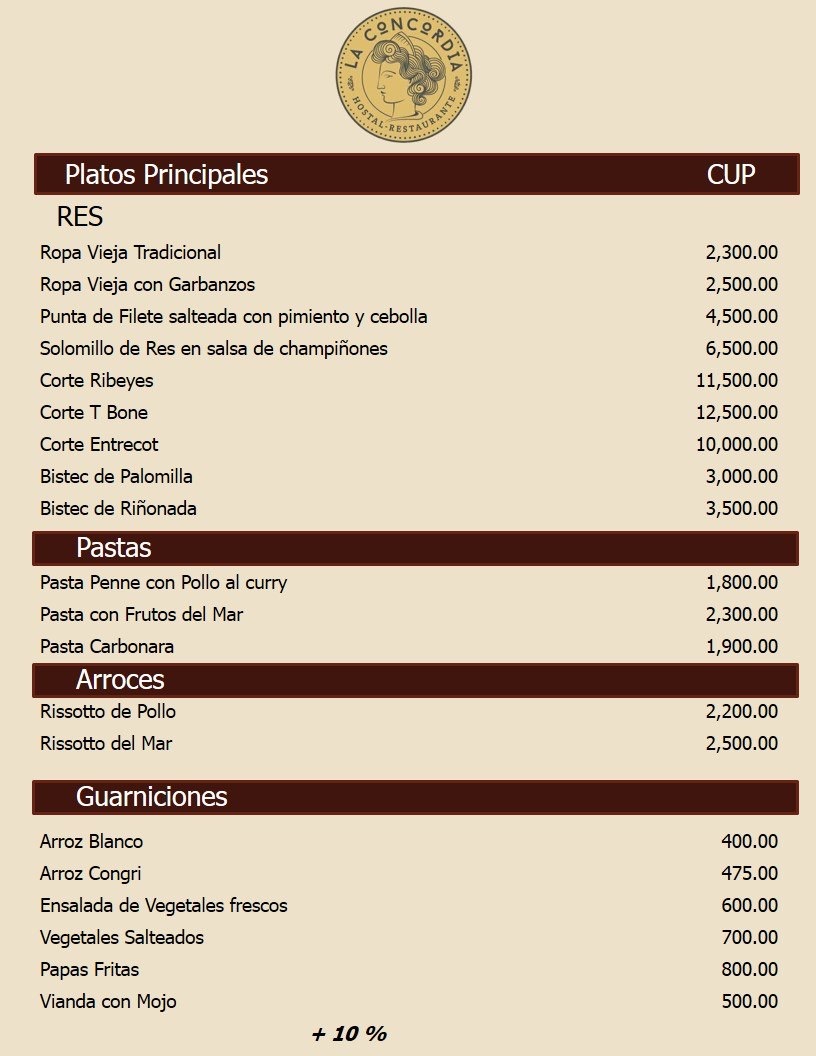 LA CONCORDIA
HOSTAL-RESTAURANTE
Platos Principales CUP
RES
Ropa Vieja Tradicional 2,300.00
Ropa Vieja con Garbanzos 2,500.00
Punta de Filete salteada con pimiento y cebolla 4,500.00
Solomillo de Res en salsa de champiñones 6,500.00
Corte Ribeyes 11,500.00
Corte T Bone 12,500.00
Corte Entrecot 10,000.00
Bistec de Palomilla 3,000.00
Bistec de Riñonada 3,500.00
Pastas
Pasta Penne con Pollo al curry 1,800.00
Pasta con Frutos del Mar 2,300.00
Pasta Carbonara 1,900.00
Arroces
Rissotto de Pollo 2,200.00
Rissotto del Mar 2,500.00
Guarniciones
Arroz Blanco 400.00
Arroz Congri 475.00
Ensalada de Vegetales frescos 600.00
Vegetales Salteados 700.00
Papas Fritas 800.00
Vianda con Mojo 500.00
+ 10 %